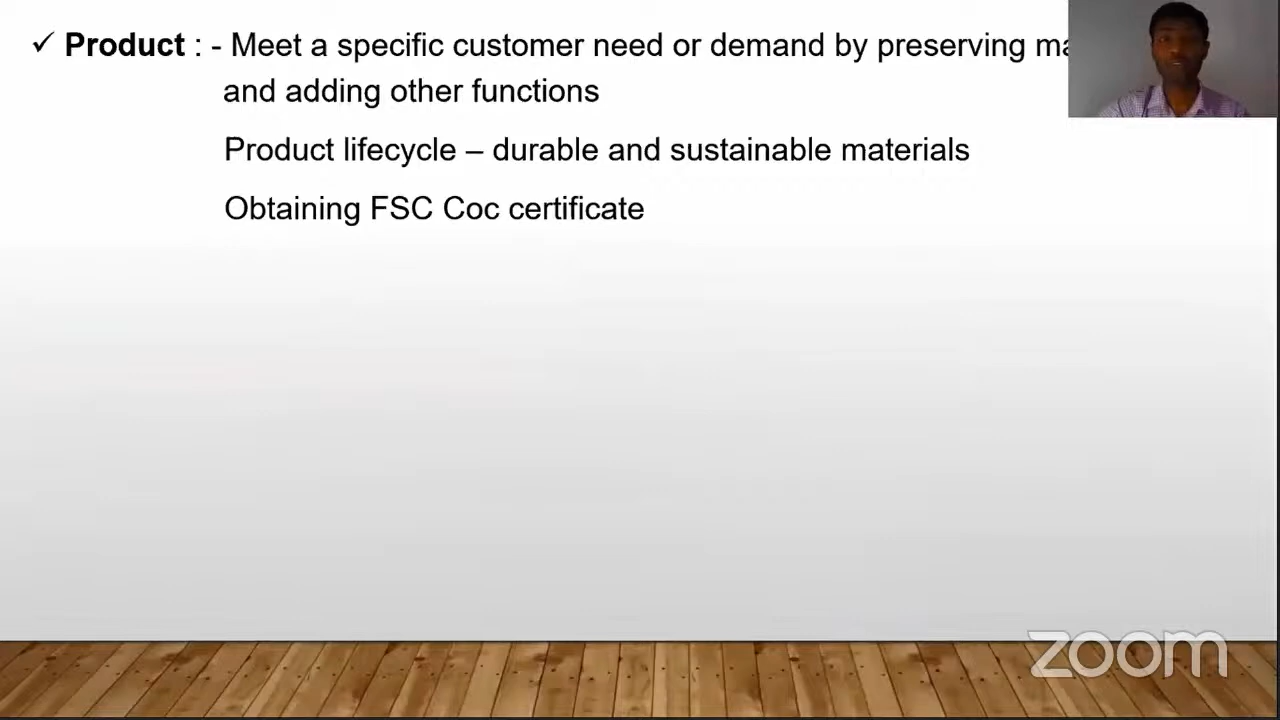 ✓ Product : - Meet a specific customer need or demand by preserving
and adding other functions
Product lifecycle – durable and sustainable materials
Obtaining FSC Coc certificate
zoom